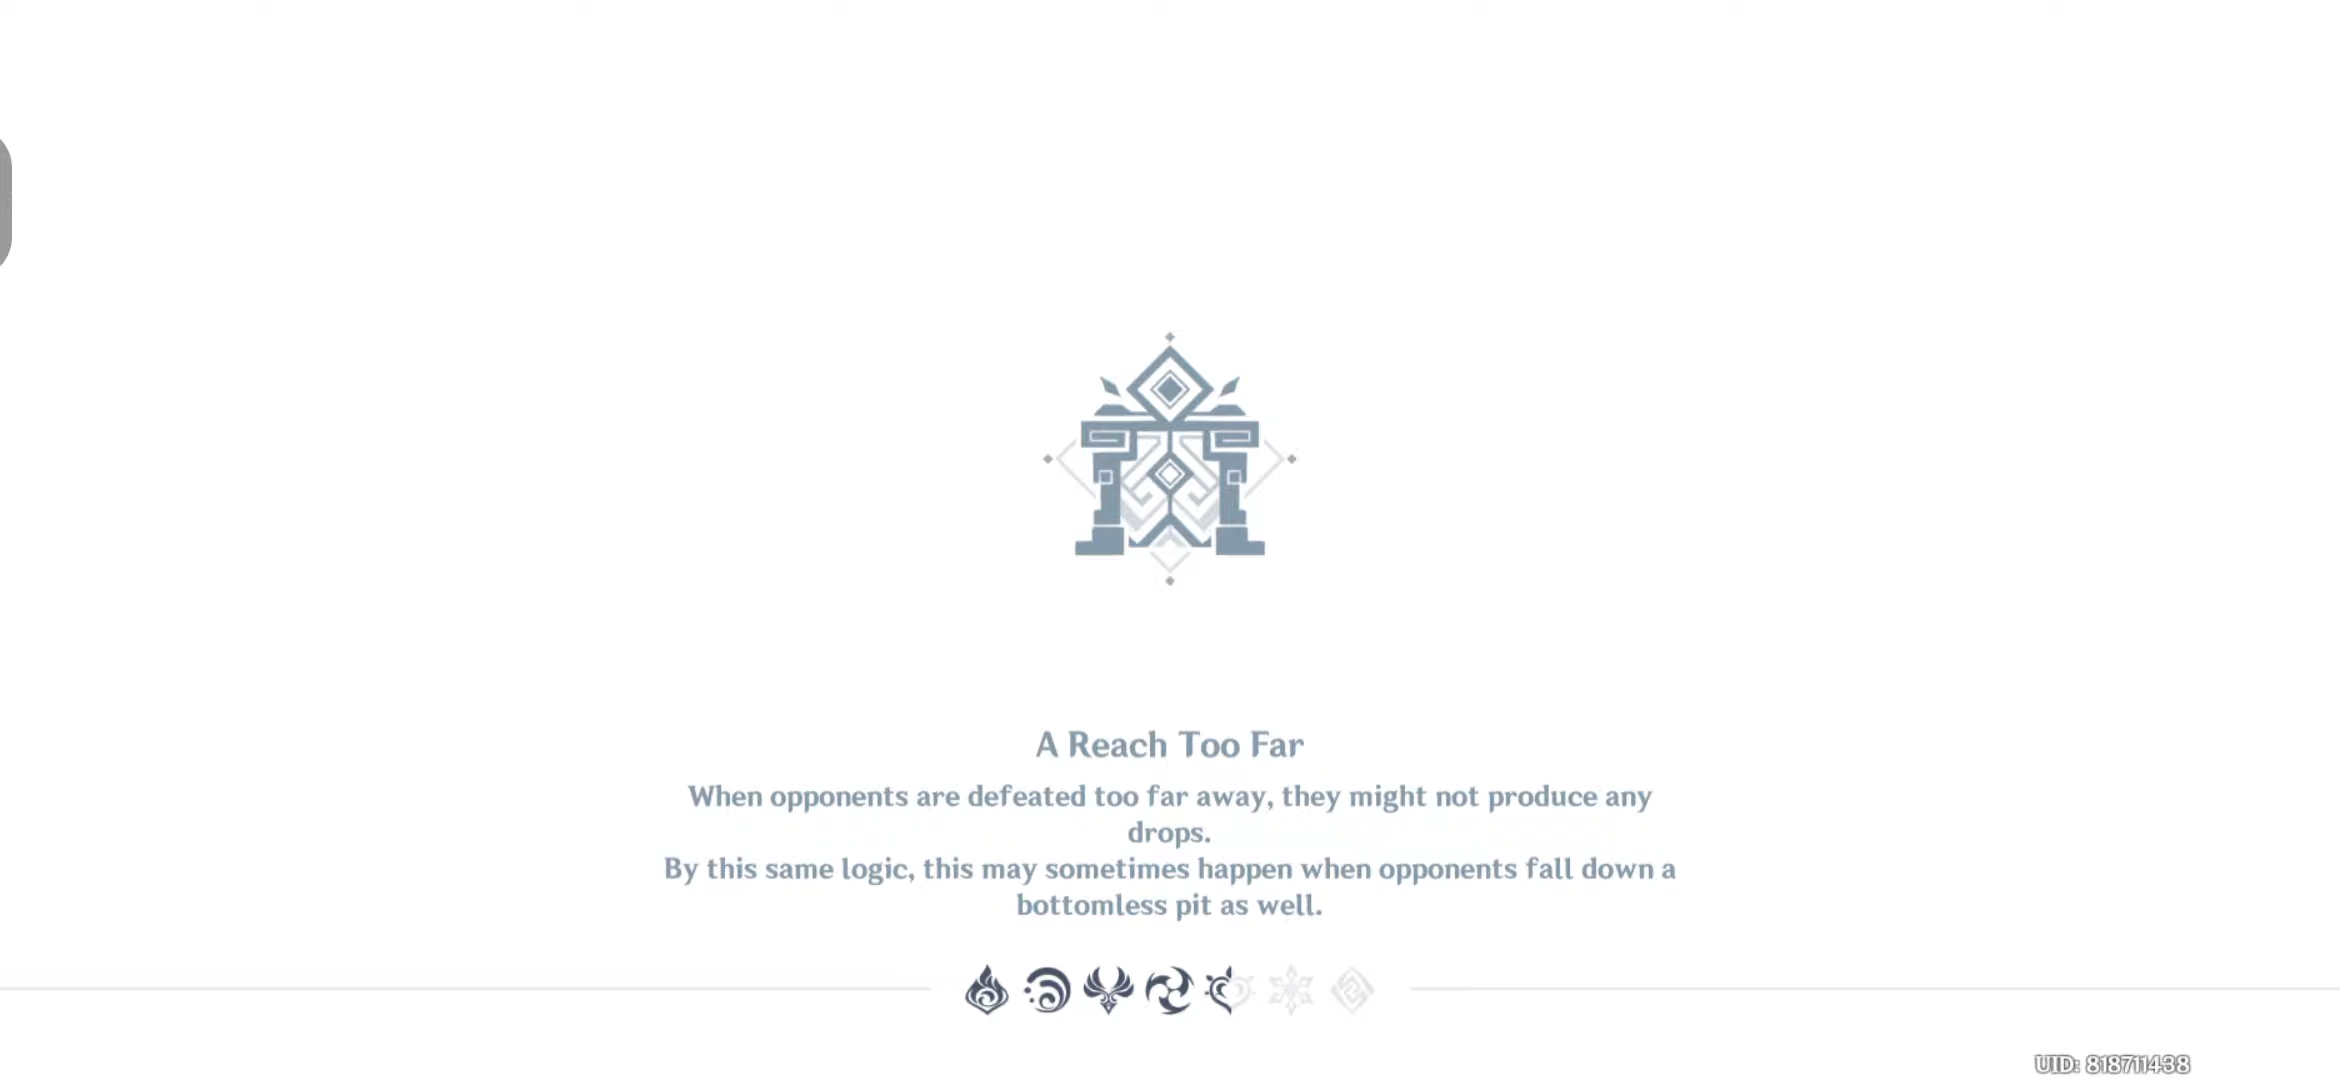 A Reach Too Far
When opponents are defeated too far away, they might not produce any
drops.
By this same logic, this may sometimes happen when opponents fall down a
bottomless pit as well.
UID: 818711438